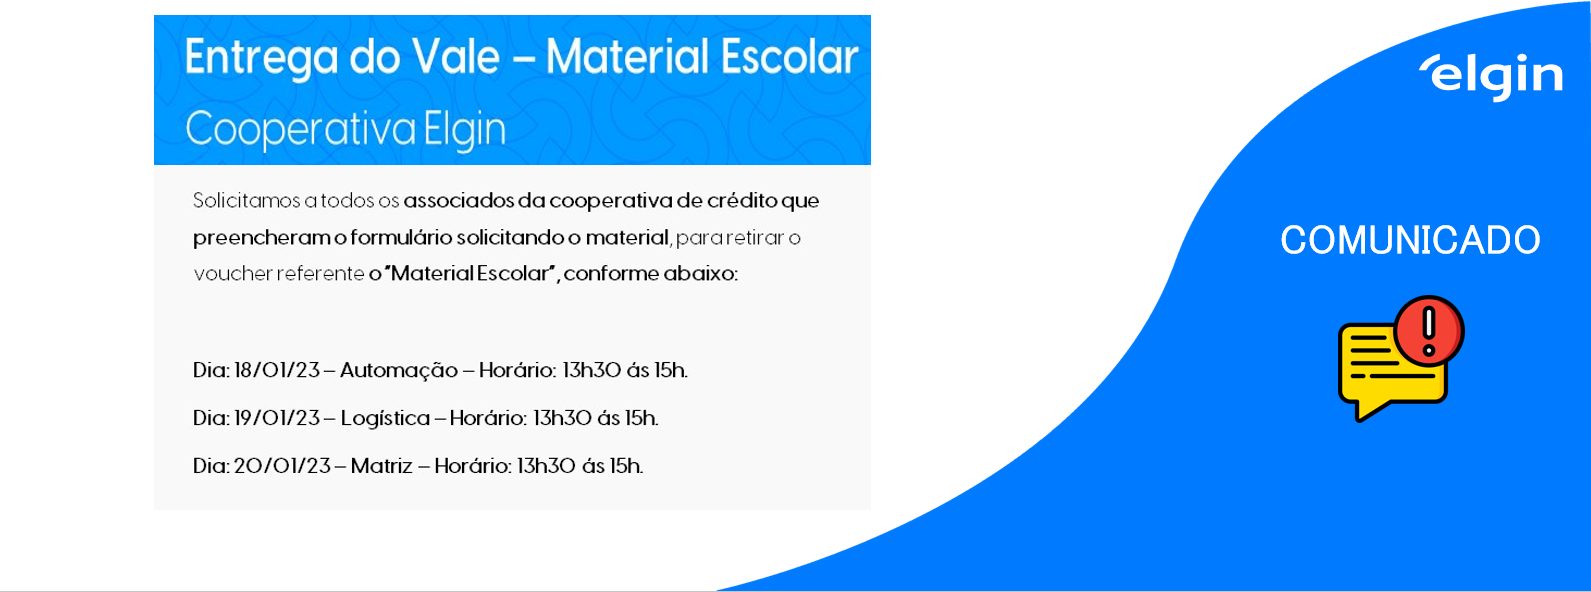 Entrega do Vale – Material Escolar
Cooperativa Elgin
Solicitamos a todos os associados da cooperativa de crédito que
preencheram o formulário solicitando o material, para retirar o
voucher referente o "Material Escolar", conforme abaixo:
Dia: 18/01/23 – Automação – Horário: 13h30 ás 15h.
Dia: 19/01/23 – Logística – Horário: 13h30 ás 15h.
Dia: 20/01/23 – Matriz – Horário: 13h30 ás 15h.
elgin
COMUNICADO